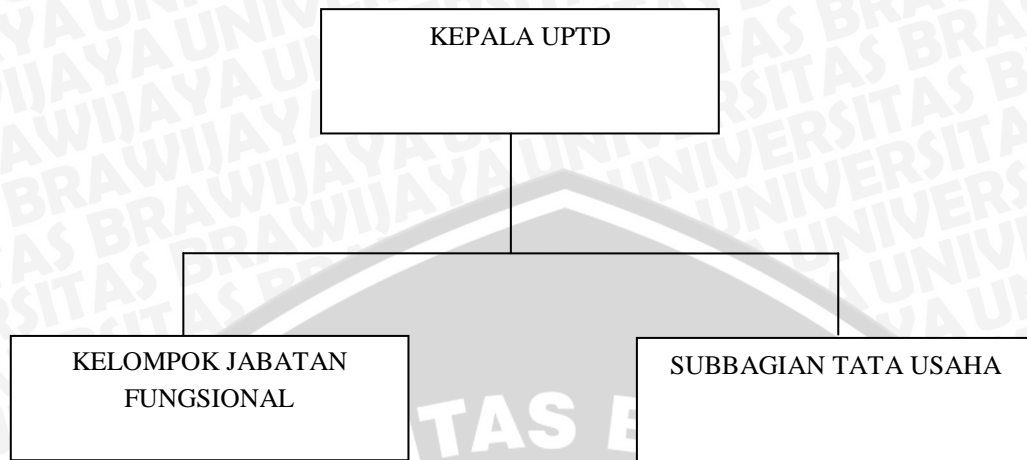 KEPALA UPTD
KELOMPOK JABATAN
FUNGSIONAL
SUBBAGIAN TATA USAHA